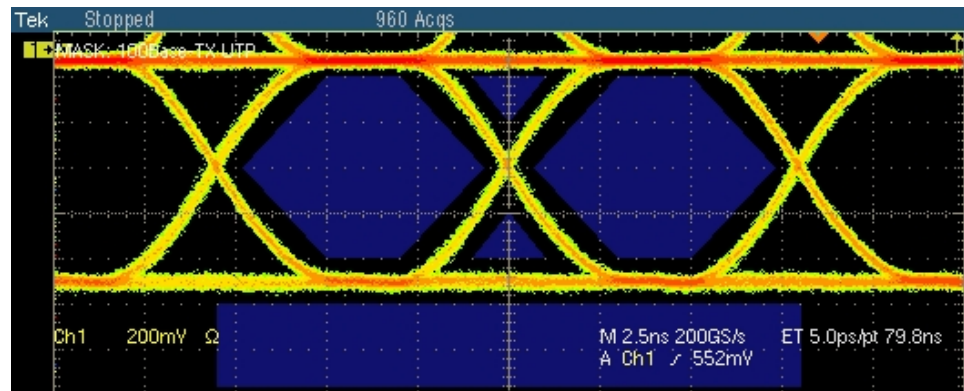 Tek Stopped 960 Acqs
1 MASK: 100Base-TX UTP
Ch1 200mV Ω M 2.5ns 200GS/s ET 5.0ps/pt 79.8ns
A Ch1 / 552mV